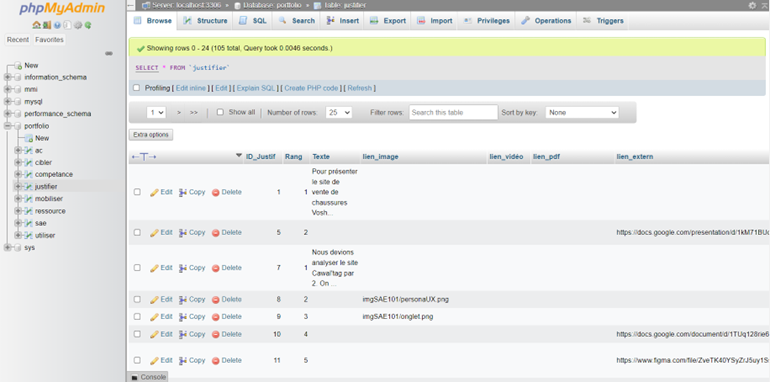 phpMyAdmin
Recent Favorites
New
information_schema
mmi
mysql
performance_schema
portfolio
New
ac
cibler
competance
justifier
mobiliser
ressource
sae
utiliser
sys
Server: localhost:3306 » Database: portfolio » Table: justifier
Browse Structure SQL Search Insert Export Import Privileges Operations Triggers
Showing rows 0 - 24 (105 total, Query took 0.0046 seconds.)
SELECT * FROM `justifier`
Profiling [ Edit inline ] [ Edit ] [ Explain SQL ] [ Create PHP code ] [ Refresh ]
1 > >> Show all Number of rows: 25 Filter rows: Search this table Sort by key: None
Extra options
←T→ ID_Justif Rang Texte lien_image lien_vidéo lien_pdf lien_extern
Pour présenter
le site de
Edit Copy Delete 1 1 vente de
chaussures
Vosh...
Edit Copy Delete 5 2 https://docs.google.com/presentation/d/1kM71BUc
Nous devions
analyser le site
Edit Copy Delete 7 1 Cawaï'tag par
2. On ...
Edit Copy Delete 8 2 imgSAE101/personaUX.png
Edit Copy Delete 9 3 imgSAE101/onglet.png
Edit Copy Delete 10 4 https://docs.google.com/document/d/1TUq128rie6
Edit Copy Delete 11 5 https://www.figma.com/file/ZveTK40YSyZrJ5uy1Ss
Console